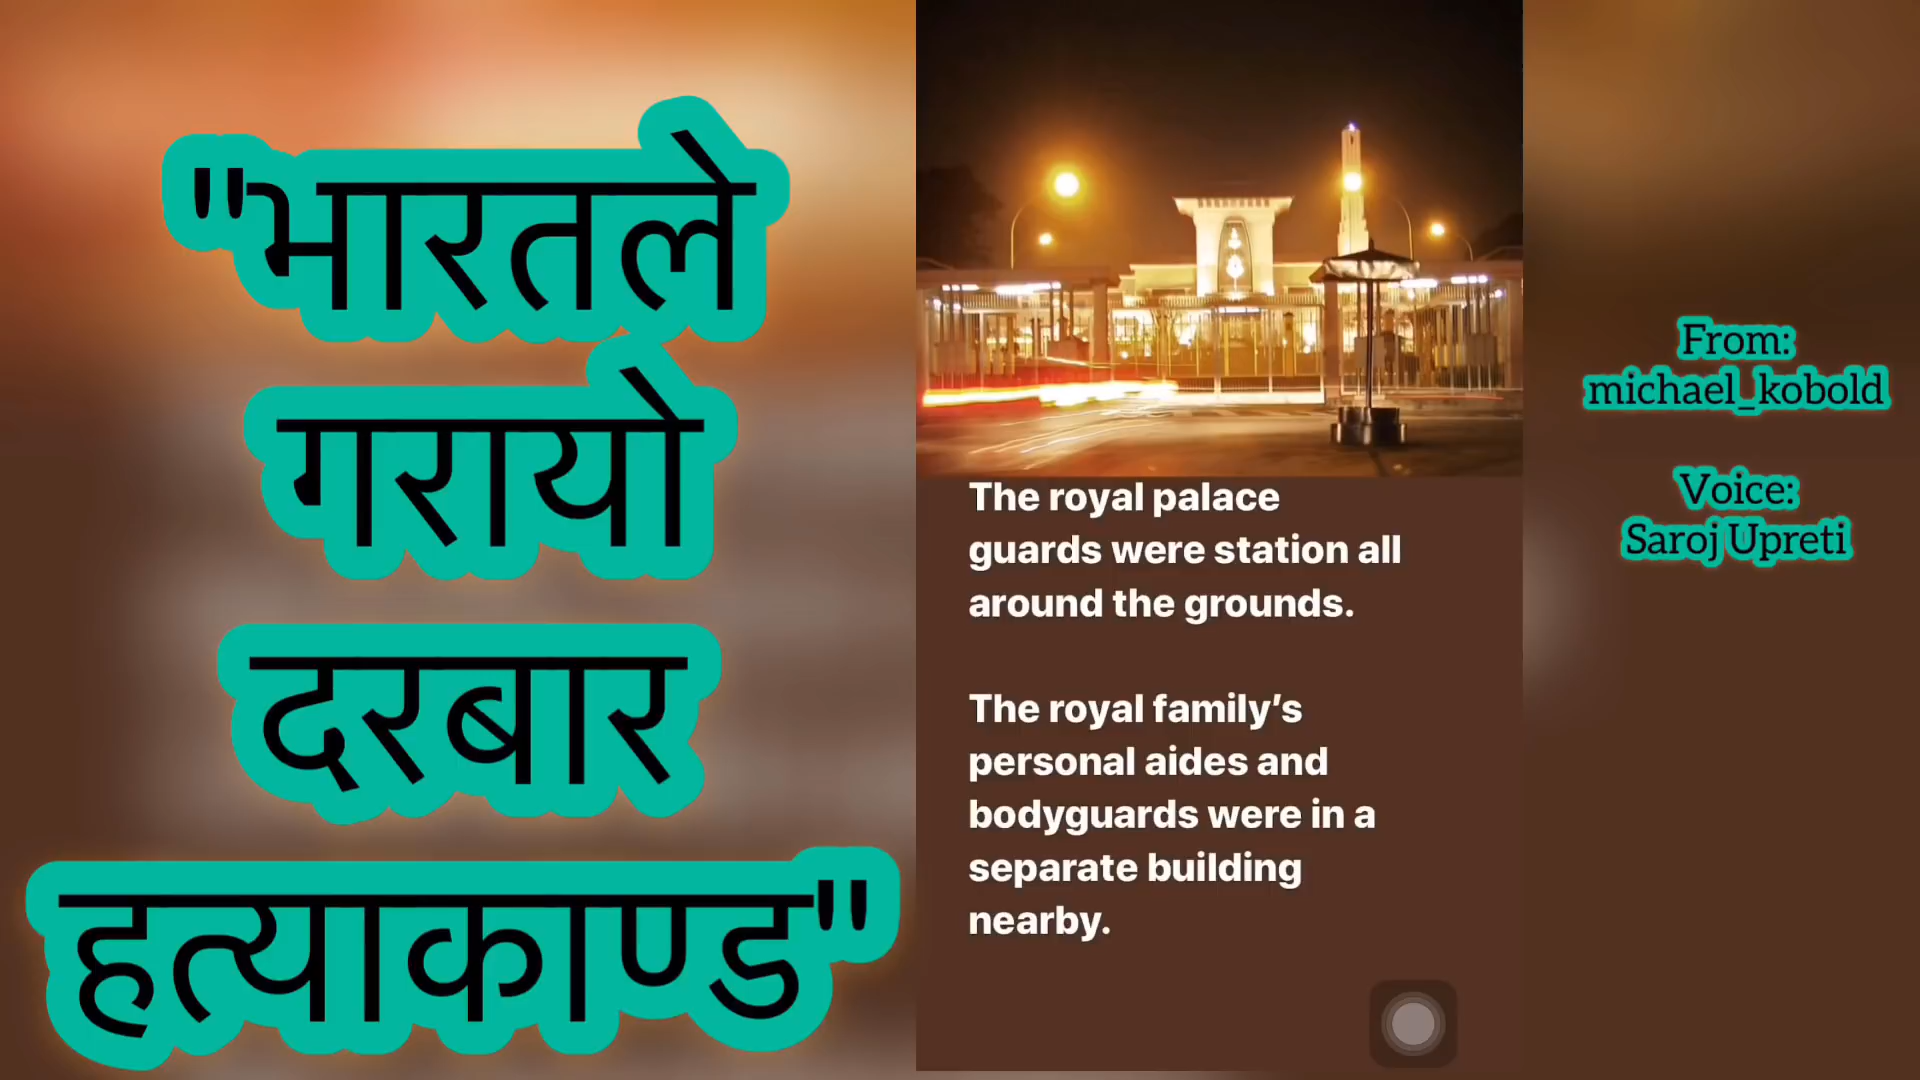 "भारतले
गरायो
दरबार
हत्याकाण्ड"
The royal palace
guards were station all
around the grounds.
The royal family’s
personal aides and
bodyguards were in a
separate building
nearby.
From:
michael_kobold
Voice:
Saroj Upreti